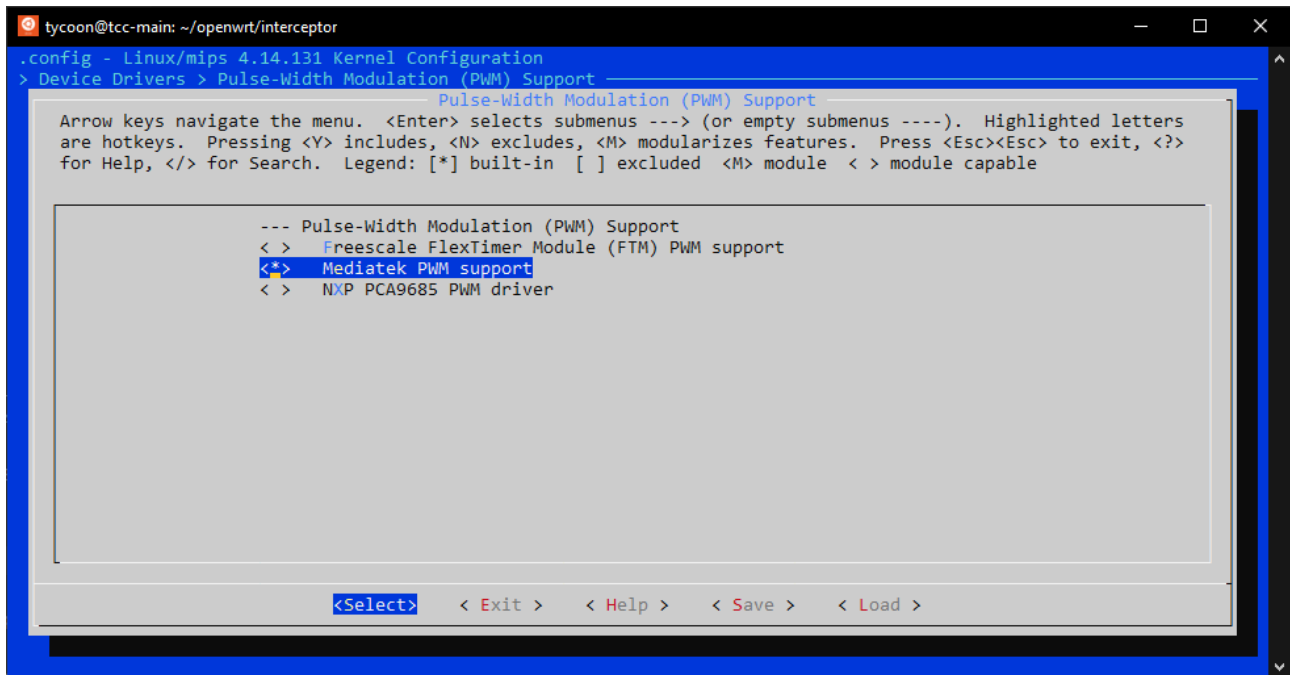 tycoon@tcc-main: ~/openwrt/interceptor
.config - Linux/mips 4.14.131 Kernel Configuration
> Device Drivers > Pulse-Width Modulation (PWM) Support
Pulse-Width Modulation (PWM) Support
Arrow keys navigate the menu.  <Enter> selects submenus ---> (or empty submenus ----).  Highlighted letters
are hotkeys.  Pressing <Y> includes, <N> excludes, <M> modularizes features.  Press <Esc><Esc> to exit, <?>
for Help, </> for Search.  Legend: [*] built-in  [ ] excluded  <M> module  < > module capable
--- Pulse-Width Modulation (PWM) Support
< >   Freescale FlexTimer Module (FTM) PWM support
<*>   Mediatek PWM support
< >   NXP PCA9685 PWM driver
<Select>    < Exit >    < Help >    < Save >    < Load >